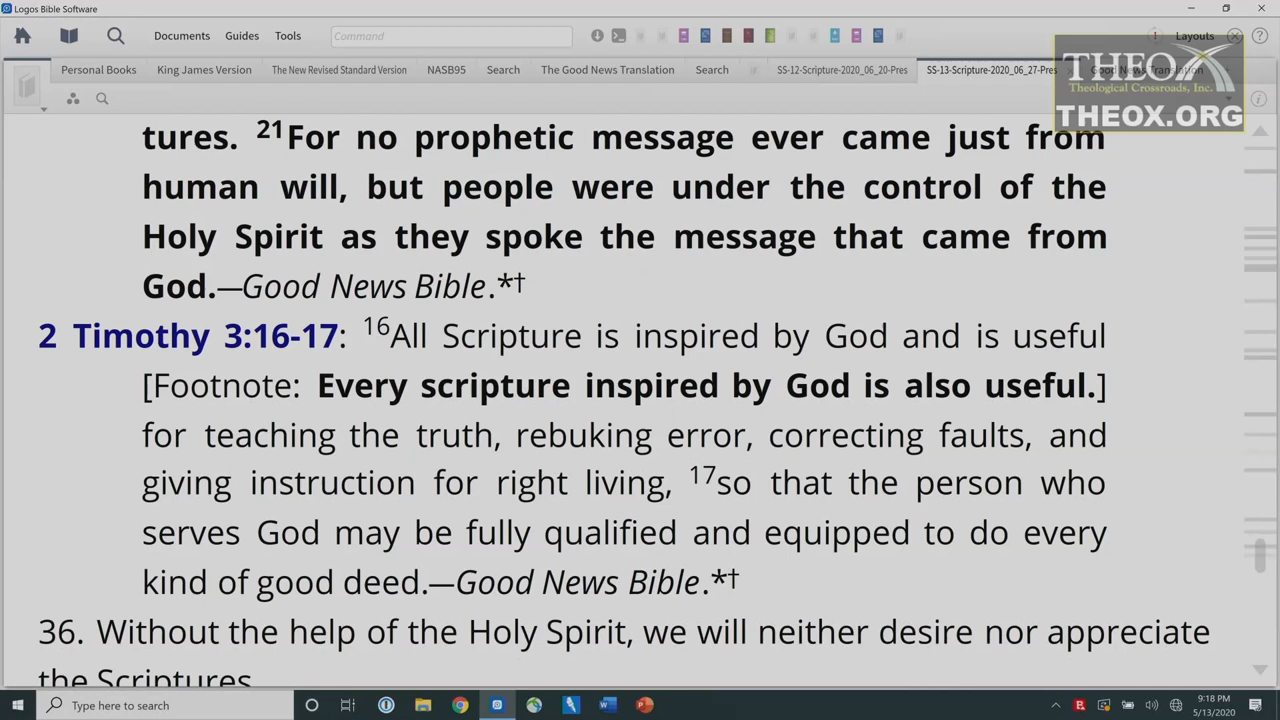 Logos Bible Software
Documents Guides Tools Command 1 Layouts
Personal Books King James Version The New Revised Standard Version NASB95 Search The Good News Translation Search SS-12-Scripture-2020_06_20-Pres SS-13-Scripture-2020_06_27-Pres Good News Translation
THEOX
Theological Crossroads, Inc.
THEOX.ORG
tures. 21For no prophetic message ever came just from
human will, but people were under the control of the
Holy Spirit as they spoke the message that came from
God.—Good News Bible.*†
2 Timothy 3:16-17: 16All Scripture is inspired by God and is useful
[Footnote: Every scripture inspired by God is also useful.]
for teaching the truth, rebuking error, correcting faults, and
giving instruction for right living, 17so that the person who
serves God may be fully qualified and equipped to do every
kind of good deed.—Good News Bible.*†
36. Without the help of the Holy Spirit, we will neither desire nor appreciate
the Scriptures
Type here to search
9:18 PM
5/13/2020